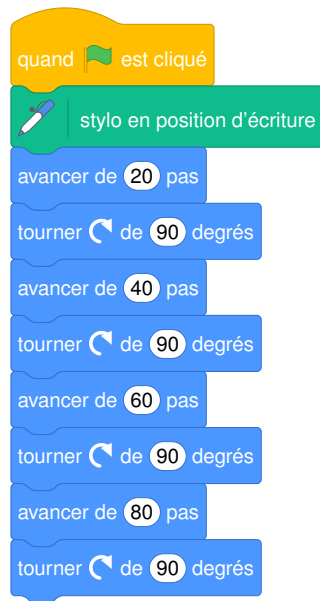 quand est cliqué
stylo en position d'écriture
avancer de 20 pas
tourner de 90 degrés
avancer de 40 pas
tourner de 90 degrés
avancer de 60 pas
tourner de 90 degrés
avancer de 80 pas
tourner de 90 degrés